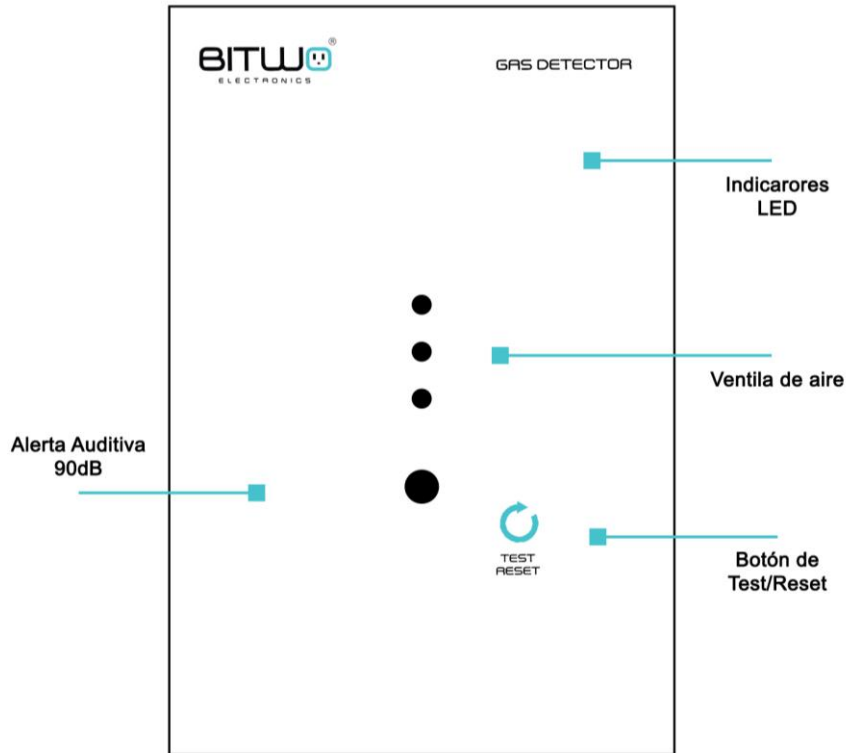 BITWO®
ELECTRONICS
GAS DETECTOR
Indicarores
LED
Ventila de aire
Alerta Auditiva
90dB
TEST
RESET
Botón de
Test/Reset